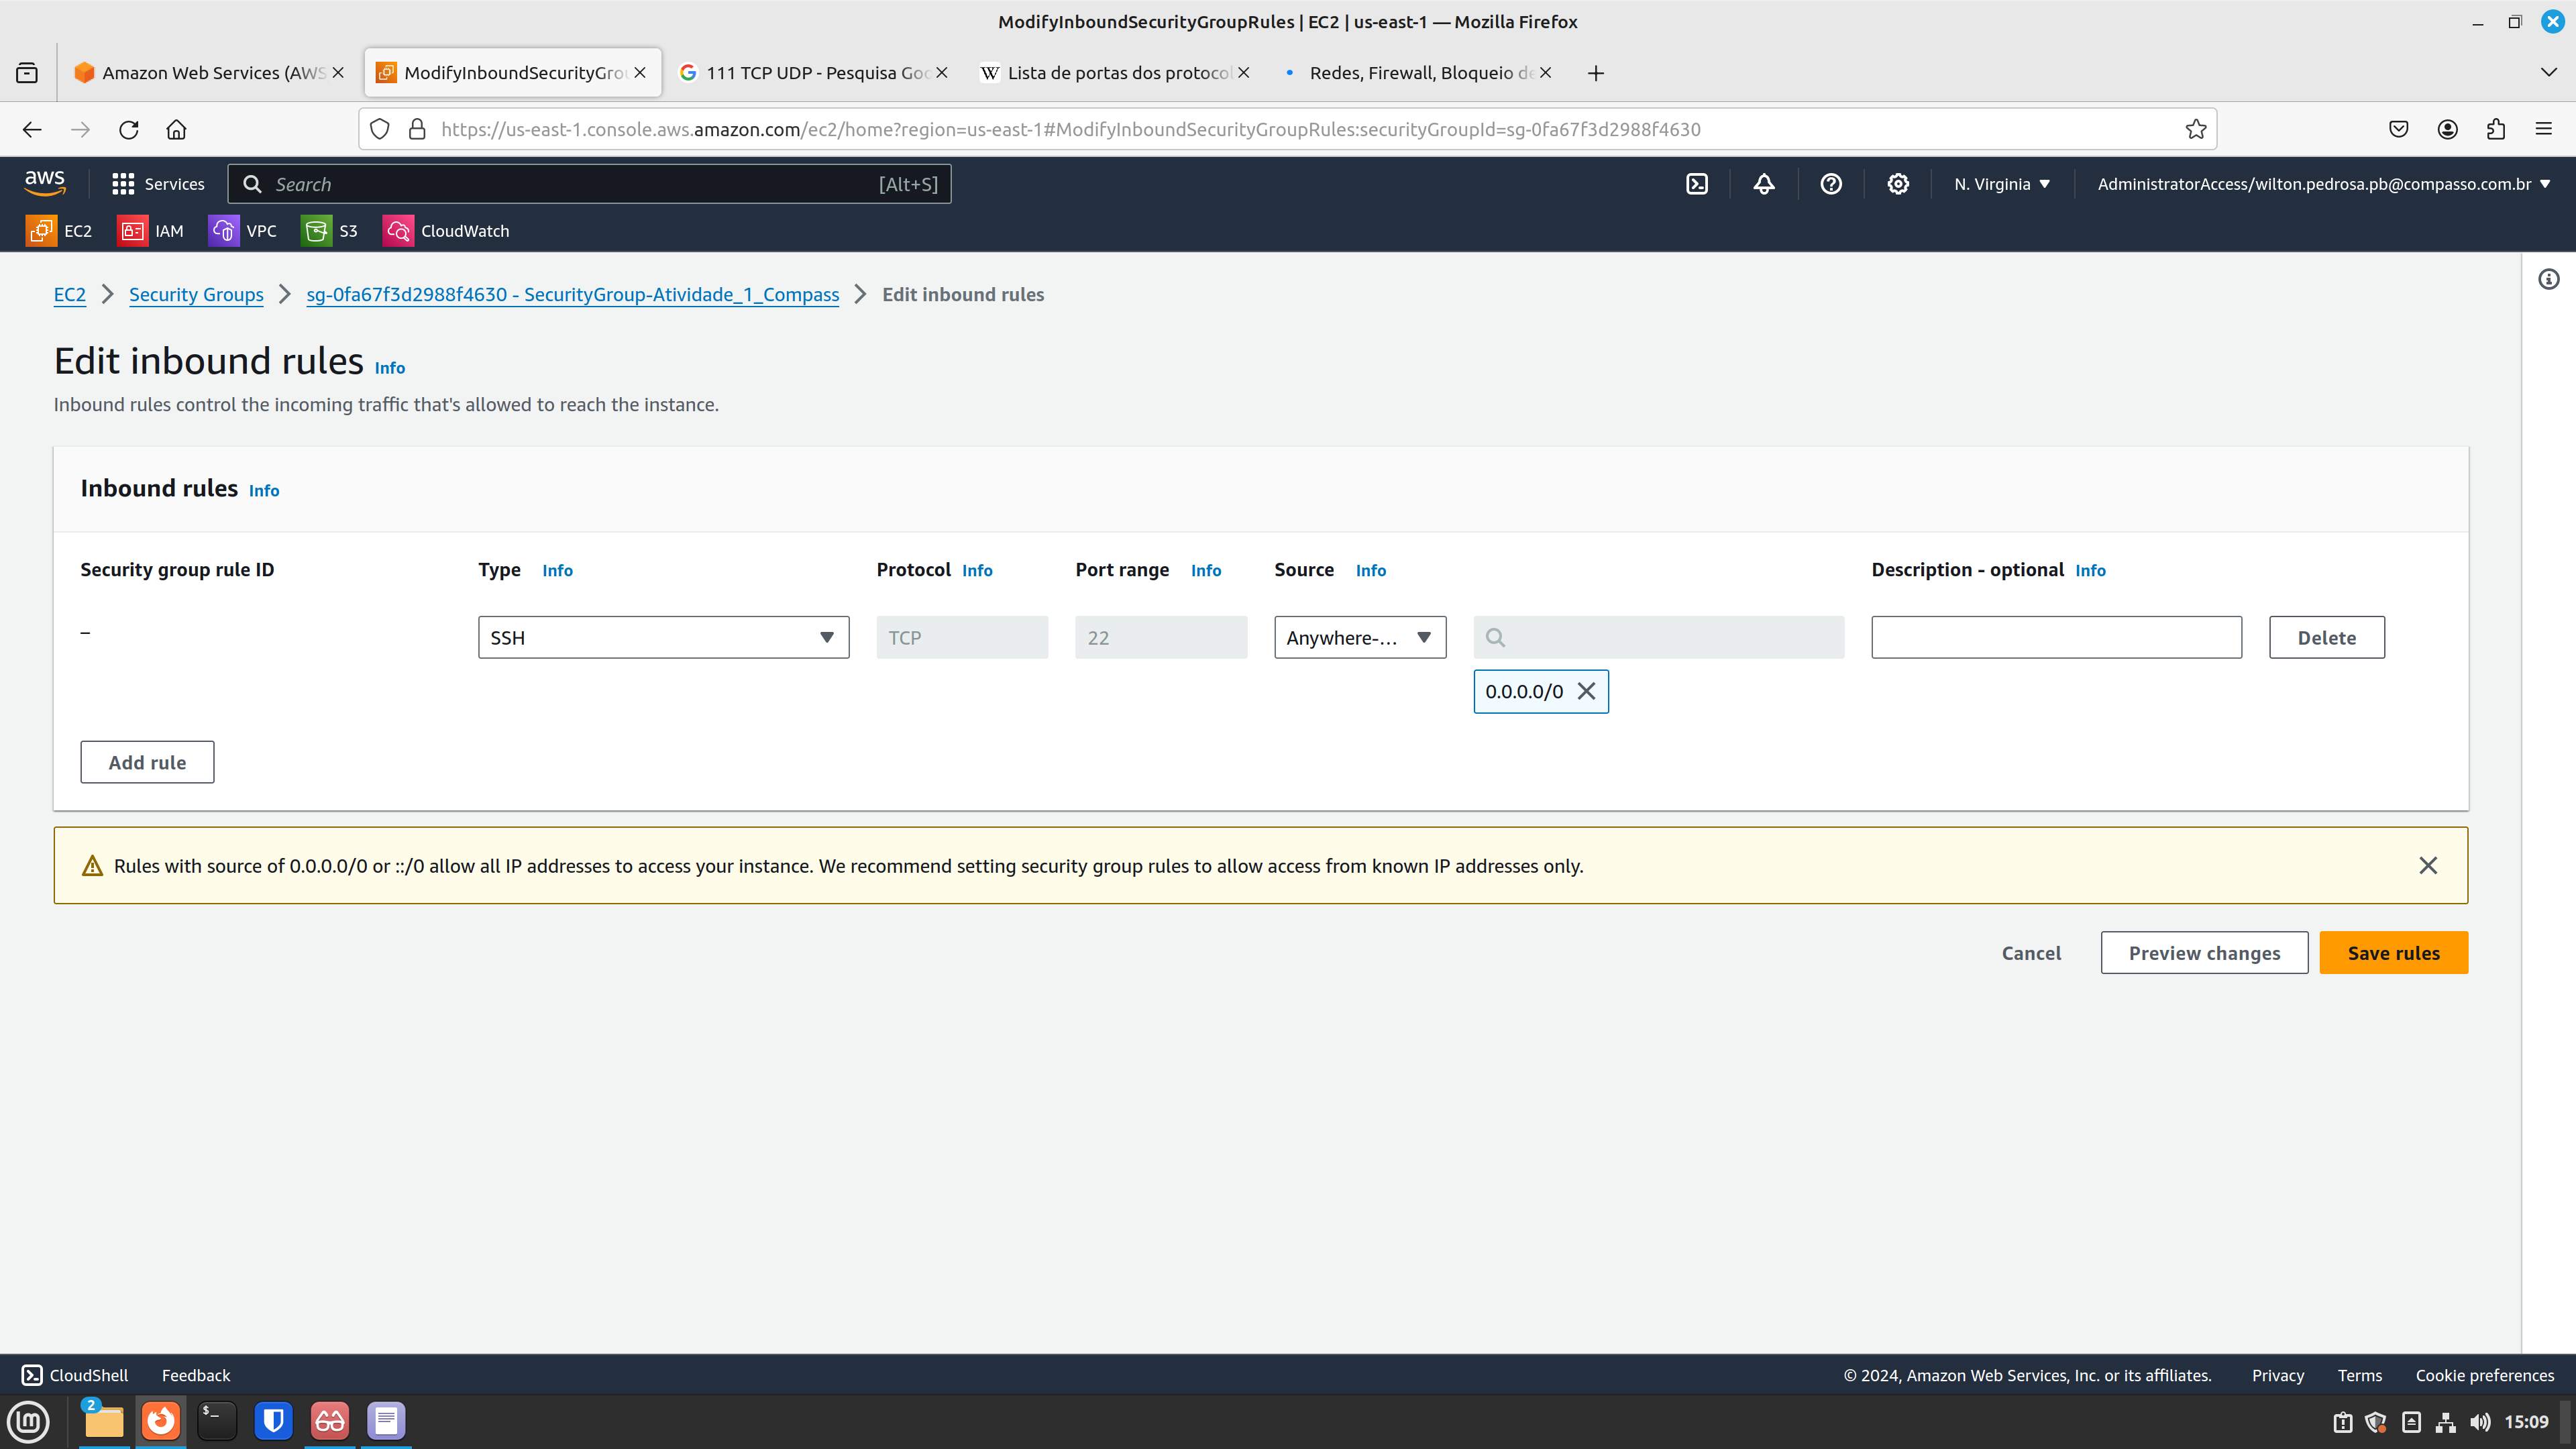 ModifyInboundSecurityGroupRules | EC2 | us-east-1 — Mozilla Firefox
Amazon Web Services (AWS
ModifyInboundSecurityGrou
111 TCP UDP - Pesquisa Goo
Lista de portas dos protocol
Redes, Firewall, Bloqueio de
https://us-east-1.console.aws.amazon.com/ec2/home?region=us-east-1#ModifyInboundSecurityGroupRules:securityGroupId=sg-0fa67f3d2988f4630
aws
Services
Search
[Alt+S]
N. Virginia
AdministratorAccess/wilton.pedrosa.pb@compasso.com.br
EC2
IAM
VPC
S3
CloudWatch
EC2
Security Groups
sg-0fa67f3d2988f4630 - SecurityGroup-Atividade_1_Compass
Edit inbound rules
Edit inbound rules Info
Inbound rules control the incoming traffic that's allowed to reach the instance.
Inbound rules Info
Security group rule ID
Type Info
Protocol Info
Port range Info
Source Info
Description - optional Info
–
SSH
TCP
22
Anywhere-...
Delete
0.0.0.0/0
Add rule
Rules with source of 0.0.0.0/0 or ::/0 allow all IP addresses to access your instance. We recommend setting security group rules to allow access from known IP addresses only.
Cancel
Preview changes
Save rules
CloudShell
Feedback
© 2024, Amazon Web Services, Inc. or its affiliates.
Privacy
Terms
Cookie preferences
2
15:09